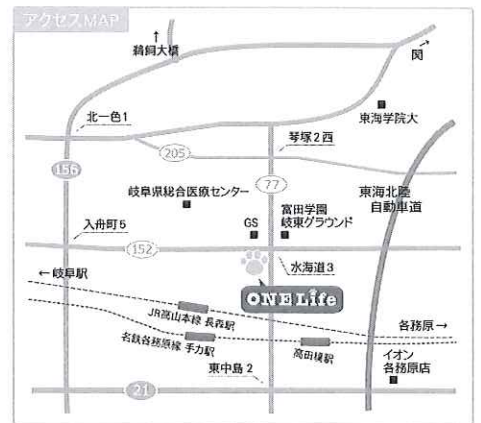 アクセスMAP
↑
鵜飼大橋
→
関
北一色1
東海学院大
琴塚2西
205
156
77
岐阜県総合医療センター
東海北陸
自動車道
富田学園
岐東グラウンド
GS
入舟町5
152
水海道3
←岐阜駅
ONE Life
JR高山本線 長森駅
各務原→
名鉄各務原線 手力駅
高田橋駅
イオン
各務原店
東中島2
21